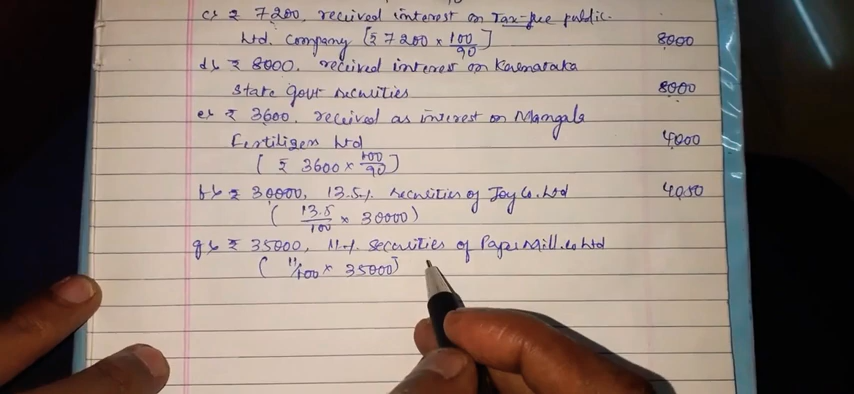 c) ₹ 7200, received interest on Tax-free public.
Ltd. Company [₹ 7200 × 100/90] 8000
d) ₹ 8000, received interest on Karnataka
State Govt securities 8000
e) ₹ 3600, received as interest on Mangala
Fertilizers Ltd 4000
( ₹ 3600 × 100/90 ]
f) ₹ 30000, 13.5% securities of Joy Co. Ltd 4050
( 13.5/100 × 30000)
g) ₹ 35000, 11% securities of Paper Mill. Co Ltd
( 11/100 × 35000)